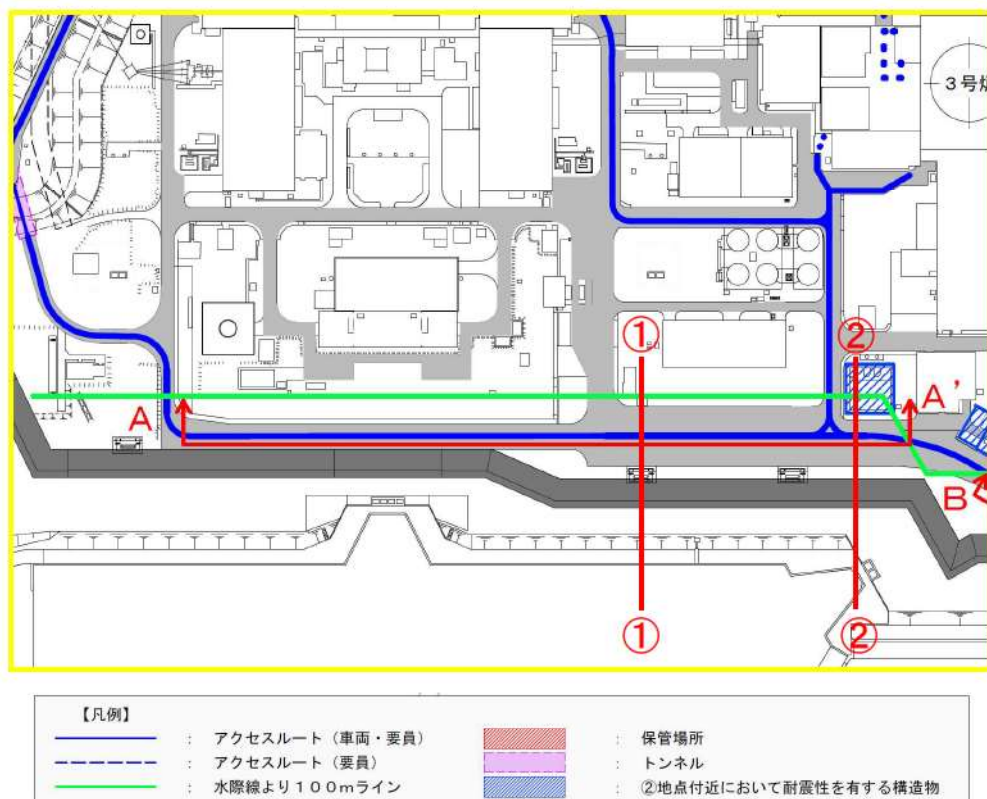 3号炉
①
②
A
A'
B
①
②
【凡例】
: アクセスルート（車両・要員）
: アクセスルート（要員）
: 水際線より１００ｍライン
: 保管場所
: トンネル
: ②地点付近において耐震性を有する構造物